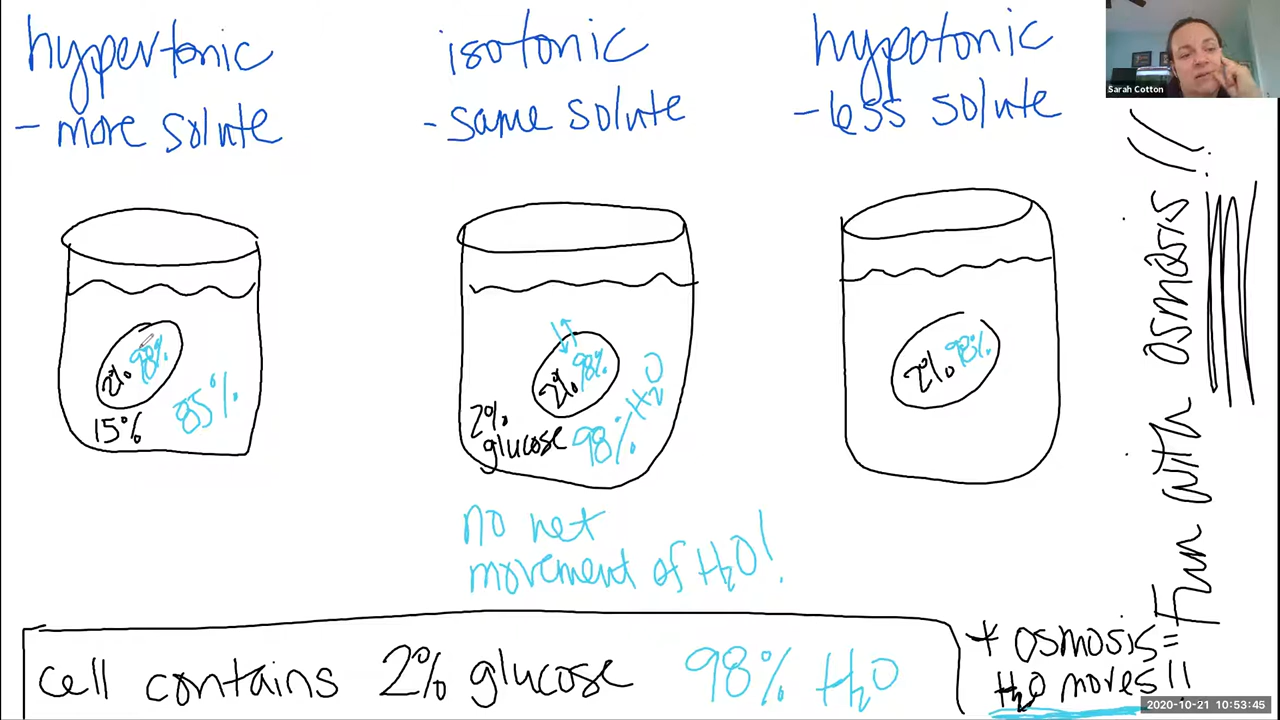 hypertonic
- more solute
isotonic
- same solute
hypotonic
- less solute
Sarah Cotton
2% 98%
15% 85%
2% 98%
2%
glucose 98% H2O
no net
movement of H2O!
2% 98%
Fun with osmosis!!
cell contains 2% glucose 98% H2O
* osmosis =
H2O moves!!
2020-10-21 10:53:45